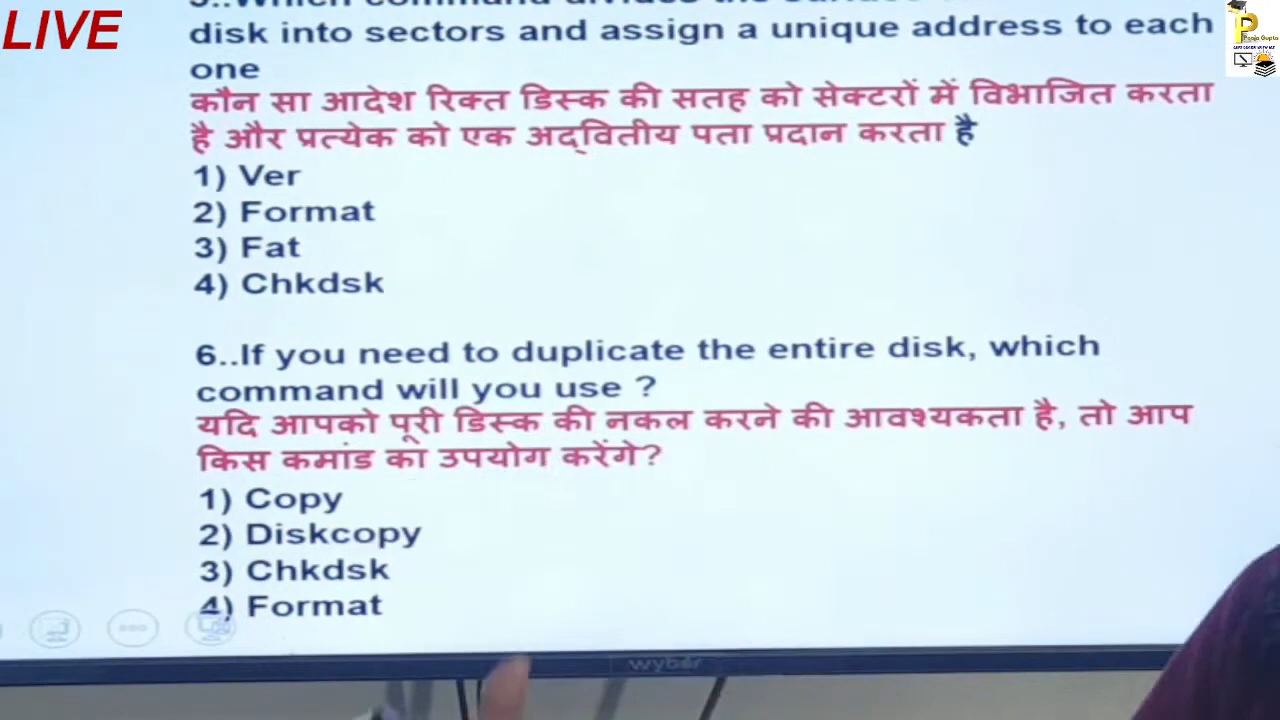 LIVE
disk into sectors and assign a unique address to each
one
कौन सा आदेश रिक्त डिस्क की सतह को सेक्टरों में विभाजित करता
है और प्रत्येक को एक अद्वितीय पता प्रदान करता है
1) Ver
2) Format
3) Fat
4) Chkdsk
6..If you need to duplicate the entire disk, which
command will you use ?
यदि आपको पूरी डिस्क की नकल करने की आवश्यकता है, तो आप
किस कमांड का उपयोग करेंगे?
1) Copy
2) Diskcopy
3) Chkdsk
4) Format